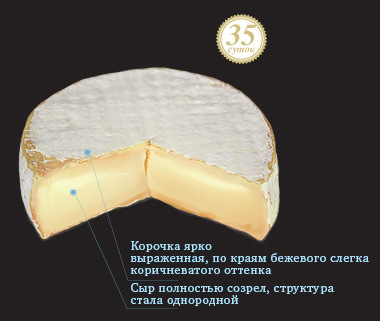 35
суток
Корочка ярко
выраженная, по краям бежевого слегка
коричневатого оттенка
Сыр полностью созрел, структура
стала однородной